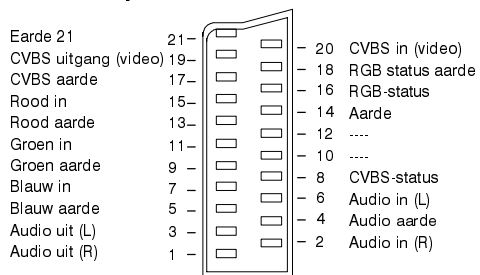 Earde 21 21
CVBS uitgang (video) 19
CVBS aarde 17
Rood in 15
Rood aarde 13
Groen in 11
Groen aarde 9
Blauw in 7
Blauw aarde 5
Audio uit (L) 3
Audio uit (R) 1
20 CVBS in (video)
18 RGB status aarde
16 RGB-status
14 Aarde
12 ----
10 ----
8 CVBS-status
6 Audio in (L)
4 Audio aarde
2 Audio in (R)